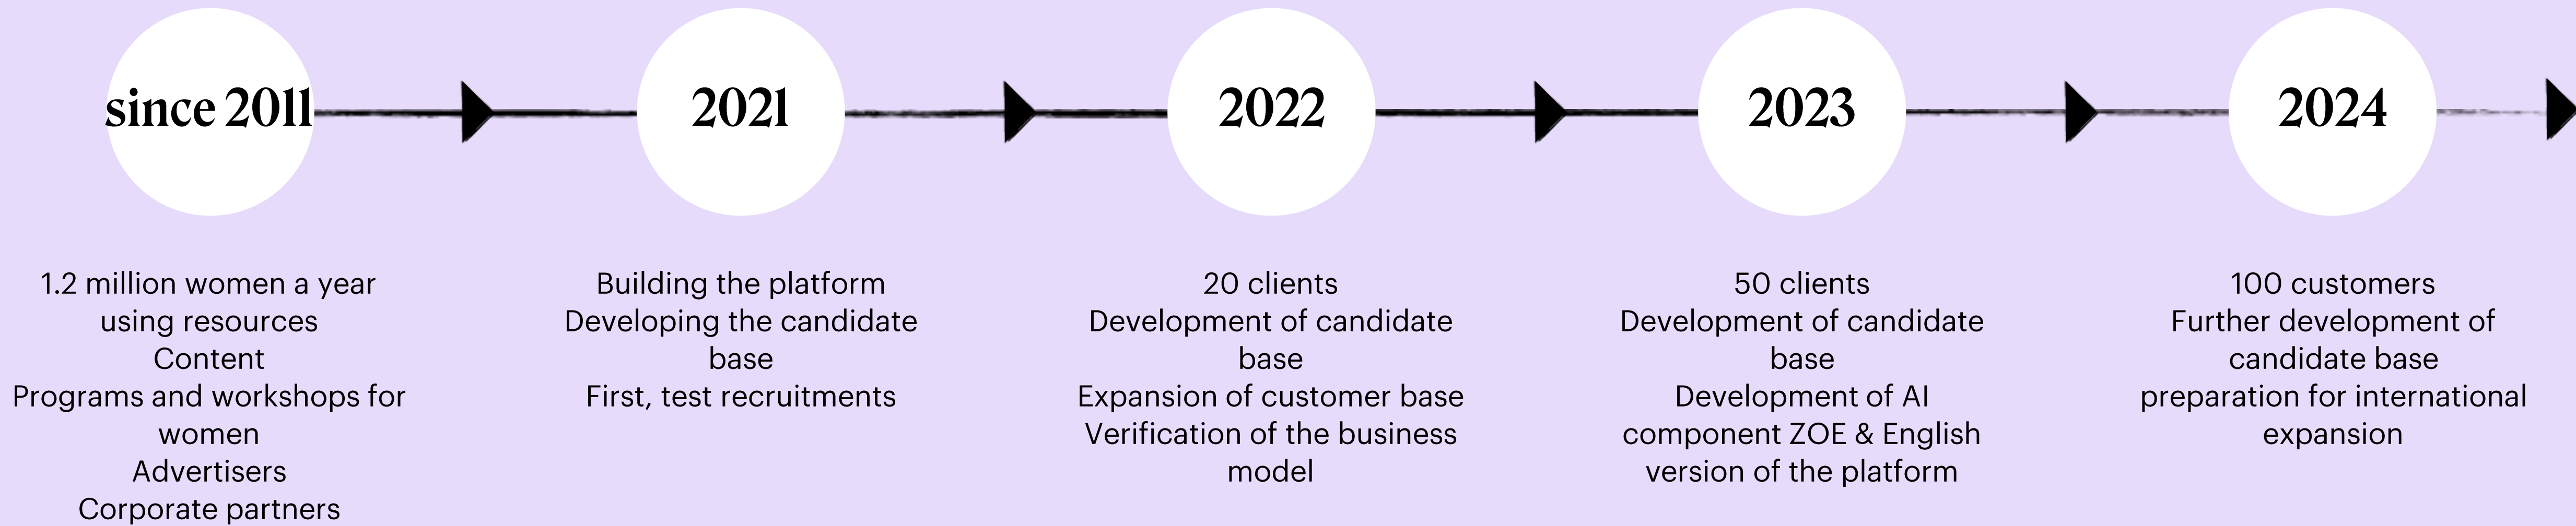 since 2011
2021
2022
2023
2024
1.2 million women a year
using resources
Content
Programs and workshops for
women
Advertisers
Corporate partners
Building the platform
Developing the candidate
base
First, test recruitments
20 clients
Development of candidate
base
Expansion of customer base
Verification of the business
model
50 clients
Development of candidate
base
Development of AI
component ZOE & English
version of the platform
100 customers
Further development of
candidate base
preparation for international
expansion